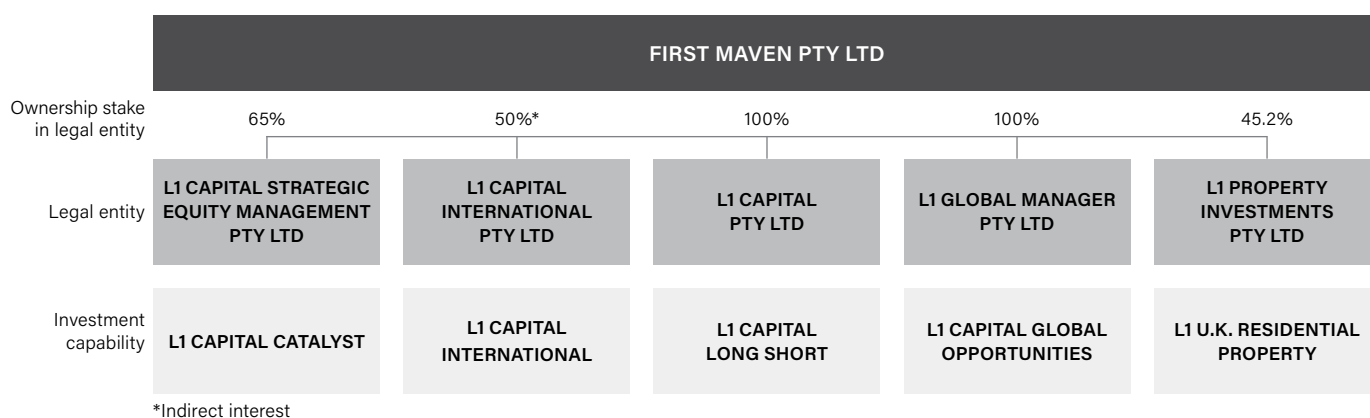 FIRST MAVEN PTY LTD
Ownership stake
in legal entity
65%
50%*
100%
100%
45.2%
Legal entity
L1 CAPITAL STRATEGIC
EQUITY MANAGEMENT
PTY LTD
L1 CAPITAL
INTERNATIONAL
PTY LTD
L1 CAPITAL
PTY LTD
L1 GLOBAL MANAGER
PTY LTD
L1 PROPERTY
INVESTMENTS
PTY LTD
Investment
capability
L1 CAPITAL CATALYST
L1 CAPITAL
INTERNATIONAL
L1 CAPITAL
LONG SHORT
L1 CAPITAL GLOBAL
OPPORTUNITIES
L1 U.K. RESIDENTIAL
PROPERTY
*Indirect interest